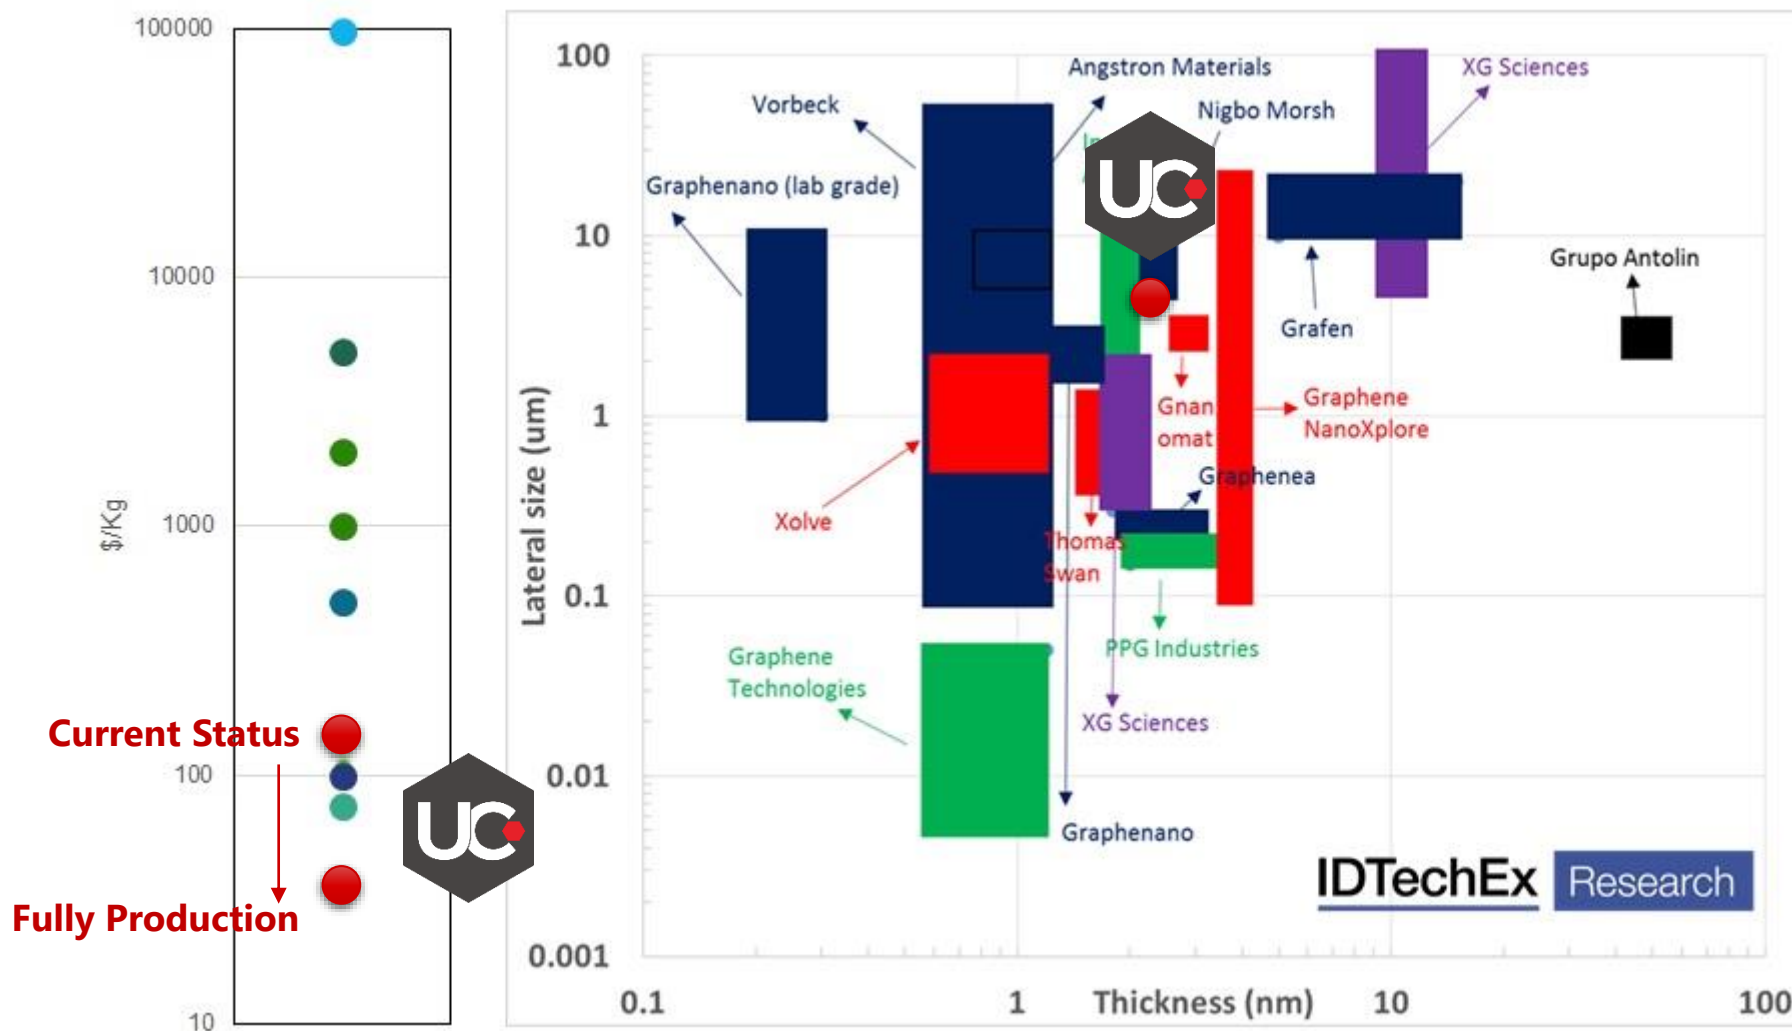 100000
10000
1000
100
10
$/Kg
Current Status
Fully Production
UC
100
10
1
0.1
0.01
0.001
Lateral size (um)
0.1
1
Thickness (nm)
10
100
Vorbeck
Angstron Materials
Nigbo Morsh
XG Sciences
Graphenano (lab grade)
UC
Grafen
Grupo Antolin
Gnan
omat
Graphene
NanoXplore
Graphenea
Xolve
Thomas
Swan
PPG Industries
Graphene
Technologies
XG Sciences
Graphenano
IDTechEx Research